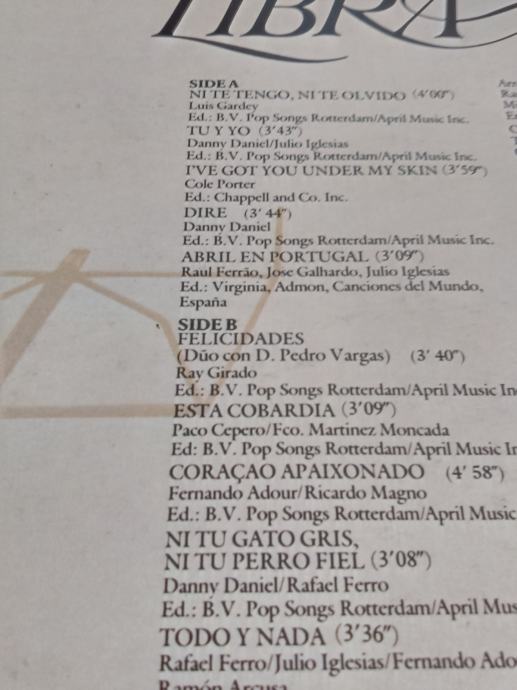 LIBRA
SIDE A
NI TE TENGO, NI TE OLVIDO (4'00")
Luis Gardey
Ed.: B.V. Pop Songs Rotterdam/April Music Inc.
TU Y YO (3'43")
Danny Daniel/Julio Iglesias
Ed.: B.V. Pop Songs Rotterdam/April Music Inc.
I'VE GOT YOU UNDER MY SKIN (3'59")
Cole Porter
Ed.: Chappell and Co. Inc.
DIRE (3' 44")
Danny Daniel
Ed.: B.V. Pop Songs Rotterdam/April Music Inc.
ABRIL EN PORTUGAL (3'09")
Raul Ferrão, Jose Galhardo, Julio Iglesias
Ed.: Virginia, Admon, Canciones del Mundo,
España
SIDE B
FELICIDADES
(Dūo con D. Pedro Vargas) (3' 40")
Ray Girado
Ed.: B.V. Pop Songs Rotterdam/April Music In
ESTA COBARDIA (3'09")
Paco Cepero/Fco. Martinez Moncada
Ed: B.V. Pop Songs Rotterdam/April Music In
CORAÇAO APAIXONADO (4' 58")
Fernando Adour/Ricardo Magno
Ed.: B.V. Pop Songs Rotterdam/April Music
NI TU GATO GRIS,
NI TU PERRO FIEL (3'08")
Danny Daniel/Rafael Ferro
Ed.: B.V. Pop Songs Rotterdam/April Mus
TODO Y NADA (3'36")
Rafael Ferro/Julio Iglesias/Fernando Ado
Ramón Arcusa